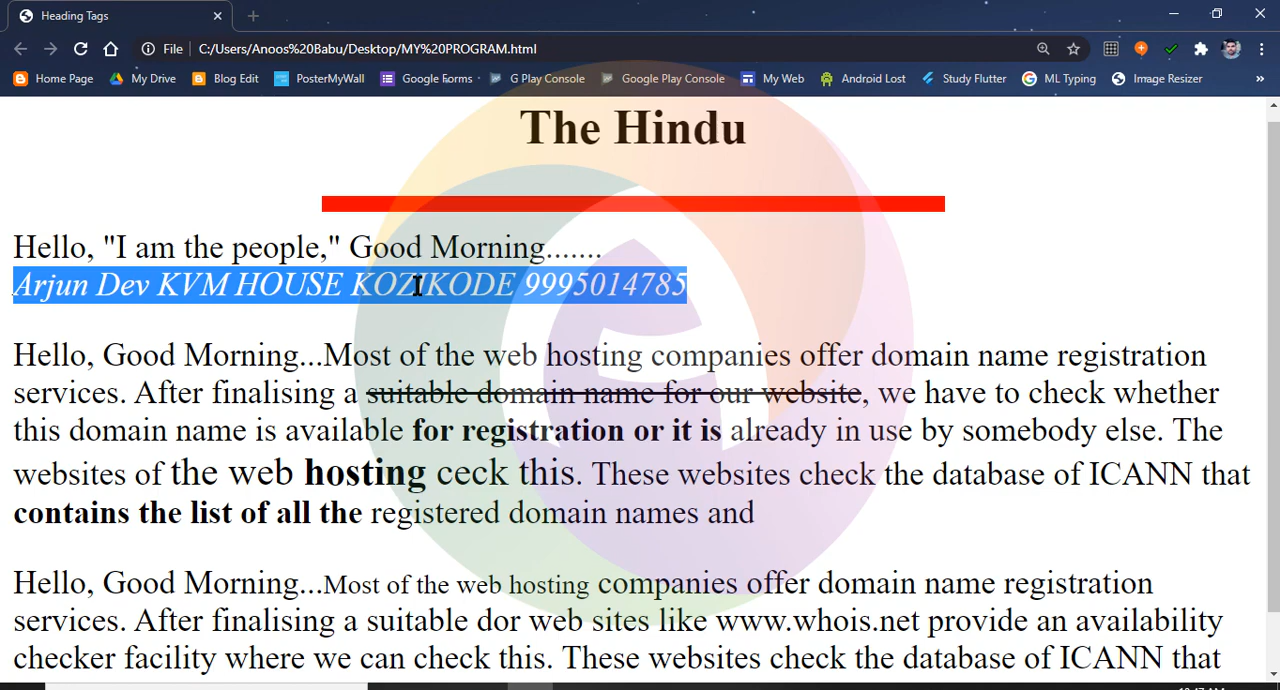 Heading Tags
File C:/Users/Anoos%20Babu/Desktop/MY%20PROGRAM.html
Home Page My Drive Blog Edit PosterMyWall Google Forms G Play Console Google Play Console My Web Android Lost Study Flutter ML Typing Image Resizer »
The Hindu
Hello, "I am the people," Good Morning.......
Arjun Dev KVM HOUSE KOZIKODE 9995014785
Hello, Good Morning...Most of the web hosting companies offer domain name registration
services. After finalising a suitable domain name for our website, we have to check whether
this domain name is available for registration or it is already in use by somebody else. The
websites of the web hosting ceck this. These websites check the database of ICANN that
contains the list of all the registered domain names and
Hello, Good Morning...Most of the web hosting companies offer domain name registration
services. After finalising a suitable dor web sites like www.whois.net provide an availability
checker facility where we can check this. These websites check the database of ICANN that